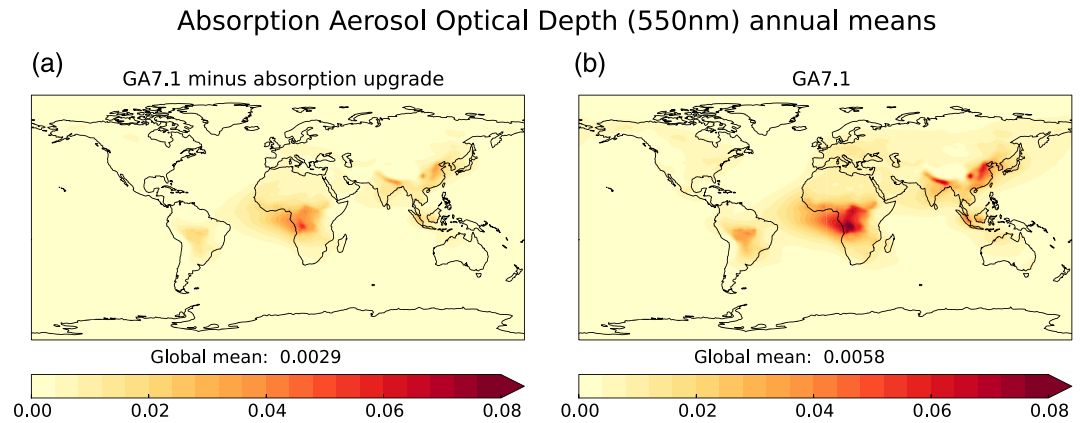 Absorption Aerosol Optical Depth (550nm) annual means
(a)
GA7.1 minus absorption upgrade
Global mean: 0.0029
0.00 0.02 0.04 0.06 0.08
(b)
GA7.1
Global mean: 0.0058
0.00 0.02 0.04 0.06 0.08